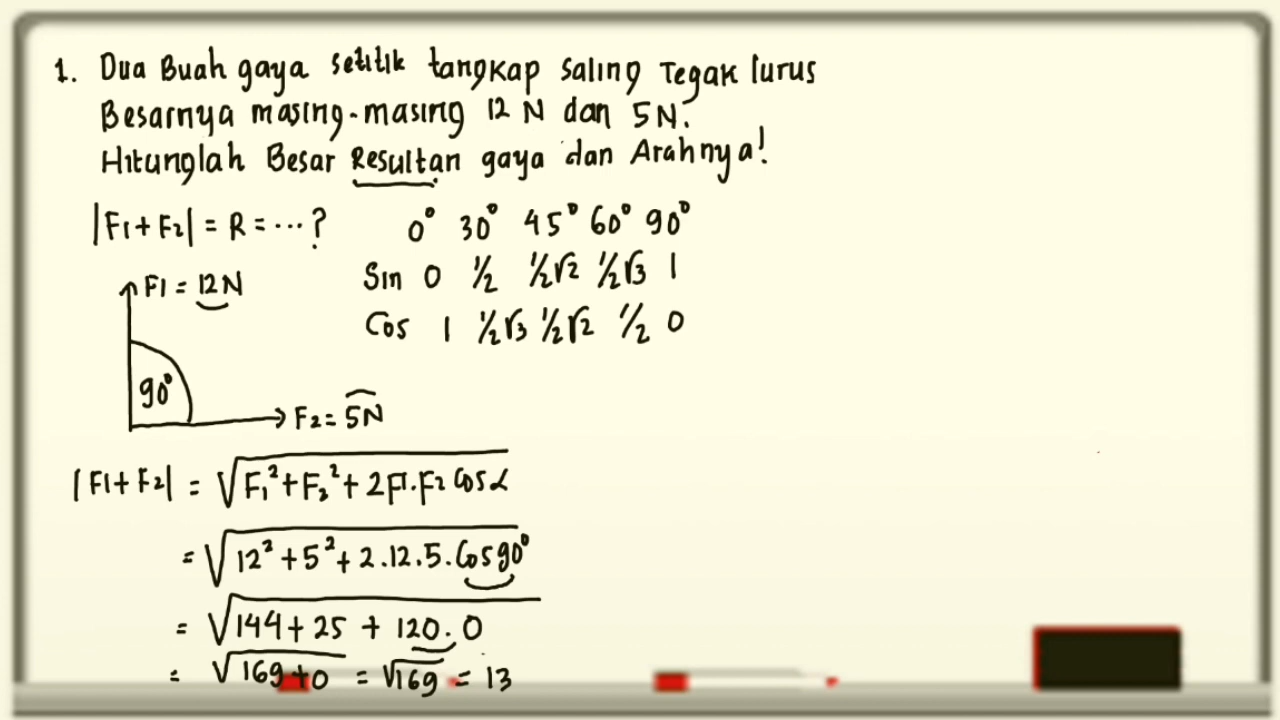 1. Dua Buah gaya setitik tangkap saling Tegak lurus
Besarnya masing-masing 12 N dan 5N.
Hitunglah Besar Resultan gaya dan Arahnya!
|F1+F2| = R = ...?
0° 30° 45° 60° 90°
Sin 0 ½ ½√2 ½√3 1
Cos 1 ½√3 ½√2 ½ 0
F1 = 12N
90°
F2 = 5N
|F1+F2| = √F₁²+F₂²+2F1.F2 Cosα
= √12²+5²+2.12.5.Cos90°
= √144+25 + 120.0
= √169+0 = √169 = 13